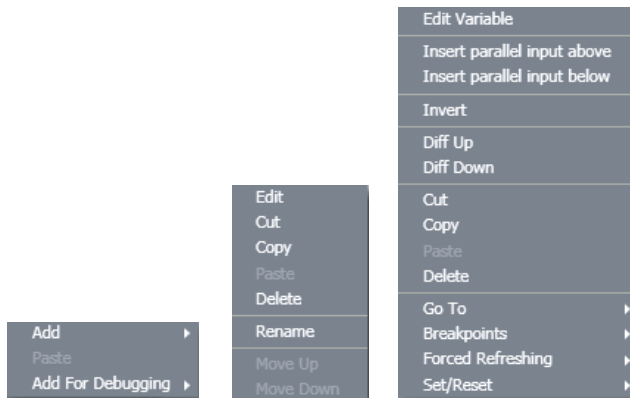 Add
Paste
Add For Debugging
Edit
Cut
Copy
Paste
Delete
Rename
Move Up
Move Down
Edit Variable
Insert parallel input above
Insert parallel input below
Invert
Diff Up
Diff Down
Cut
Copy
Paste
Delete
Go To
Breakpoints
Forced Refreshing
Set/Reset